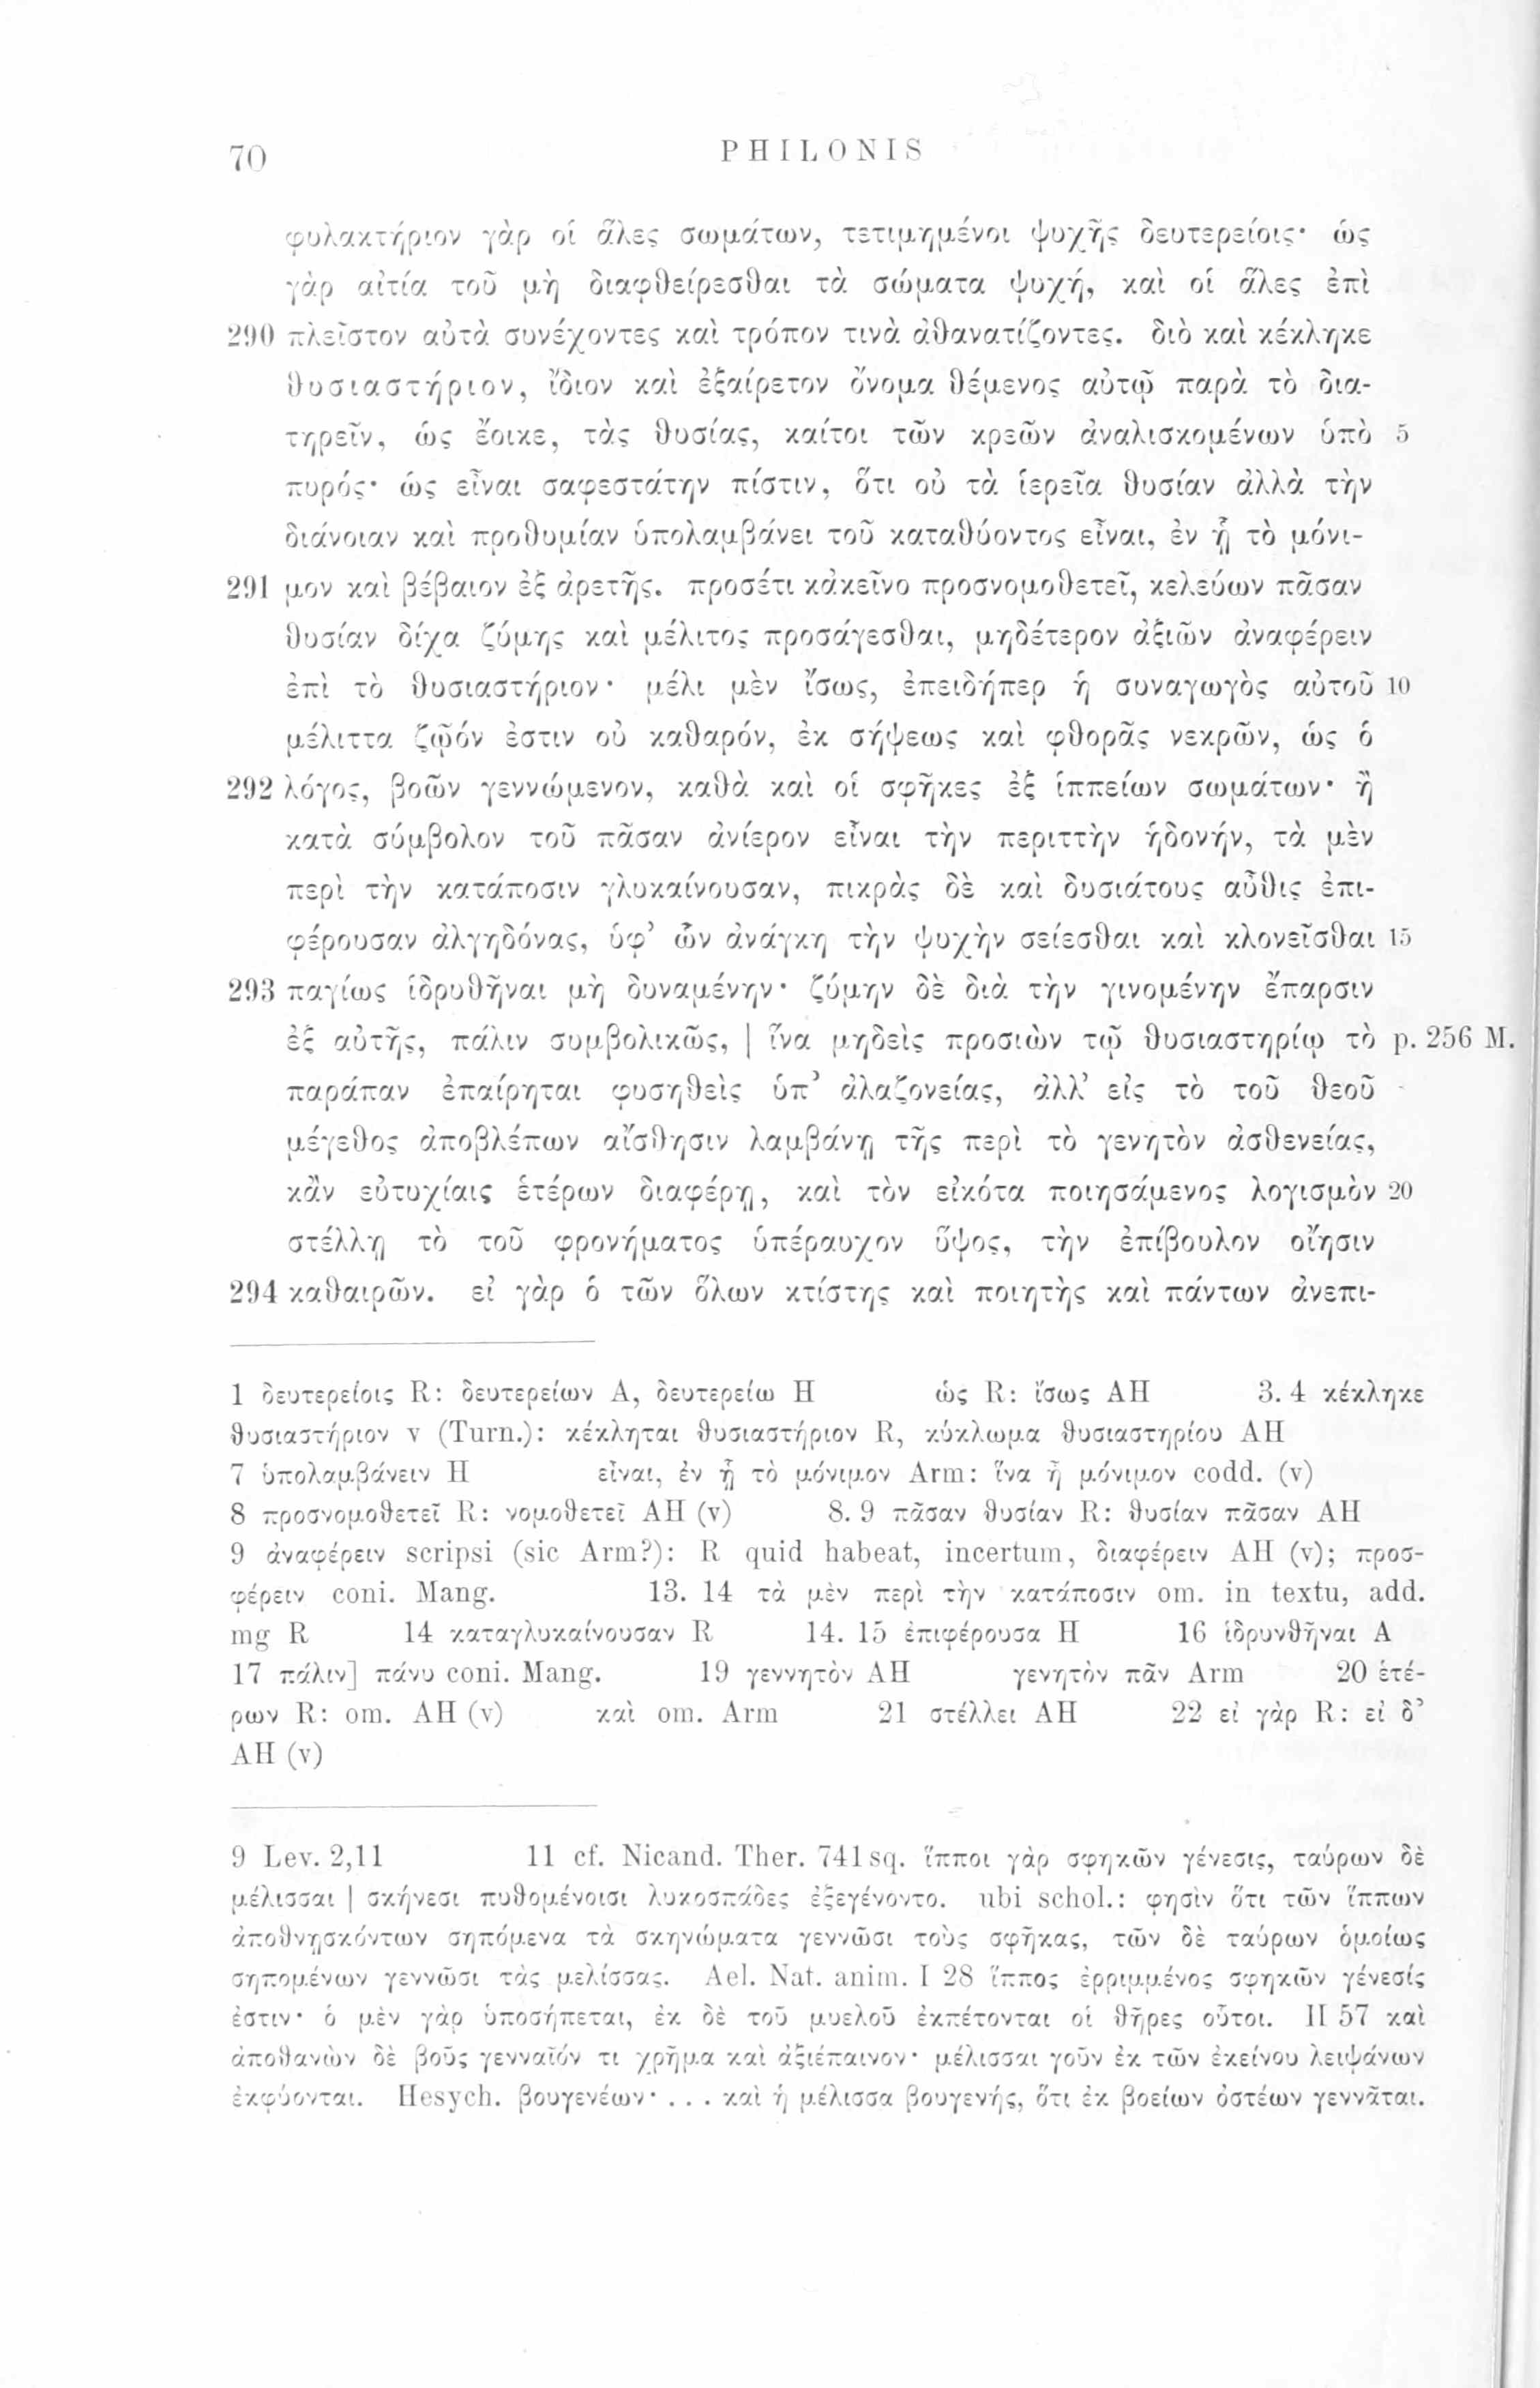 70
PHILONIS
φυλακτήριον γὰρ οἱ ἅλες σωμάτων, τετιμημένοι ψυχῆς δευτερείοις· ὡς
γὰρ αἰτία τοῦ μὴ διαφθείρεσθαι τὰ σώματα ψυχή, καὶ οἱ ἅλες ἐπὶ
290 πλεῖστον αὐτὰ συνέχοντες καὶ τρόπον τινὰ ἀθανατίζοντες. διὸ καὶ κέκληκε
θυσιαστήριον, ἴδιον καὶ ἐξαίρετον ὄνομα θέμενος αὐτῷ παρὰ τὸ δια-
τηρεῖν, ὡς ἔοικε, τὰς θυσίας, καίτοι τῶν κρεῶν ἀναλισκομένων ὑπὸ 5
πυρός· ὡς εἶναι σαφεστάτην πίστιν, ὅτι οὐ τὰ ἱερεῖα θυσίαν ἀλλὰ τὴν
διάνοιαν καὶ προθυμίαν ὑπολαμβάνει τοῦ καταθύοντος εἶναι, ἐν ᾗ τὸ μόνι-
291 μον καὶ βέβαιον ἐξ ἀρετῆς. προσέτι κἀκεῖνο προσνομοθετεῖ, κελεύων πᾶσαν
θυσίαν δίχα ζύμης καὶ μέλιτος προσάγεσθαι, μηδέτερον ἀξιῶν ἀναφέρειν
ἐπὶ τὸ θυσιαστήριον· μέλι μὲν ἴσως, ἐπειδήπερ ἡ συναγωγὸς αὐτοῦ 10
μέλιττα ζῷόν ἐστιν οὐ καθαρόν, ἐκ σήψεως καὶ φθορᾶς νεκρῶν, ὡς ὁ
292 λόγος, βοῶν γεννώμενον, καθὰ καὶ οἱ σφῆκες ἐξ ἱππείων σωμάτων· ἢ
κατὰ σύμβολον τοῦ πᾶσαν ἀνίερον εἶναι τὴν περιττὴν ἡδονήν, τὰ μὲν
περὶ τὴν κατάποσιν γλυκαίνουσαν, πικρὰς δὲ καὶ δυσιάτους αὖθις ἐπι-
φέρουσαν ἀλγηδόνας, ὑφ’ ὧν ἀνάγκη τὴν ψυχὴν σείεσθαι καὶ κλονεῖσθαι 15
293 παγίως ἱδρυθῆναι μὴ δυναμένην· ζύμην δὲ διὰ τὴν γινομένην ἔπαρσιν
ἐξ αὐτῆς, πάλιν συμβολικῶς, | ἵνα μηδεὶς προσιὼν τῷ θυσιαστηρίῳ τὸ p. 256 M.
παράπαν ἐπαίρηται φυσηθεὶς ὑπ’ ἀλαζονείας, ἀλλ’ εἰς τὸ τοῦ θεοῦ
μέγεθος ἀποβλέπων αἴσθησιν λαμβάνῃ τῆς περὶ τὸ γενητὸν ἀσθενείας,
κἂν εὐτυχίαις ἑτέρων διαφέρῃ, καὶ τὸν εἰκότα ποιησάμενος λογισμὸν 20
στέλλῃ τὸ τοῦ φρονήματος ὑπέραυχον ὕψος, τὴν ἐπίβουλον οἴησιν
294 καθαιρῶν. εἰ γὰρ ὁ τῶν ὅλων κτίστης καὶ ποιητὴς καὶ πάντων ἀνεπι-
1 δευτερείοις R: δευτερείων A, δευτερείω H ὡς R: ἴσως AH 3. 4 κέκληκε
θυσιαστήριον v (Turn.): κέκληται θυσιαστήριον R, κύκλωμα θυσιαστηρίου AH
7 ὑπολαμβάνειν H εἶναι, ἐν ᾗ τὸ μόνιμον Arm: ἵνα ἦ μόνιμον codd. (v)
8 προσνομοθετεῖ R: νομοθετεῖ AH (v) 8. 9 πᾶσαν θυσίαν R: θυσίαν πᾶσαν AH
9 ἀναφέρειν scripsi (sic Arm?): R quid habeat, incertum, διαφέρειν AH (v); προσ-
φέρειν coni. Mang. 13. 14 τὰ μὲν περὶ τὴν κατάποσιν om. in textu, add.
mg R 14 καταγλυκαίνουσαν R 14. 15 ἐπιφέρουσα H 16 ἱδρυνθῆναι A
17 πάλιν] πάνυ coni. Mang. 19 γεννητὸν AH γενητὸν πᾶν Arm 20 ἑτέ-
ρων R: om. AH (v) καὶ om. Arm 21 στέλλει AH 22 εἰ γὰρ R: εἰ δ’
AH (v)
9 Lev. 2,11 11 cf. Nicand. Ther. 741 sq. ἵπποι γὰρ σφηκῶν γένεσις, ταύρων δὲ
μέλισσαι | σκήνεσι πυθομένοισι λυκοσπάδες ἐξεγένοντο. ubi schol.: φησὶν ὅτι τῶν ἵππων
ἀποθνῃσκόντων σηπόμενα τὰ σκηνώματα γεννῶσι τοὺς σφῆκας, τῶν δὲ ταύρων ὁμοίως
σηπομένων γεννῶσι τὰς μελίσσας. Ael. Nat. anim. I 28 ἵππος ἐρριμμένος σφηκῶν γένεσίς
ἐστιν· ὁ μὲν γὰρ ὑποσήπεται, ἐκ δὲ τοῦ μυελοῦ ἐκπέτονται οἱ θῆρες οὗτοι. II 57 καὶ
ἀποθανὼν δὲ βοῦς γενναῖόν τι χρῆμα καὶ ἀξιέπαινον· μέλισσαι γοῦν ἐκ τῶν ἐκείνου λειψάνων
ἐκφύονται. Hesych. βουγενέων· ... καὶ ἡ μέλισσα βουγενής, ὅτι ἐκ βοείων ὀστέων γεννᾶται.